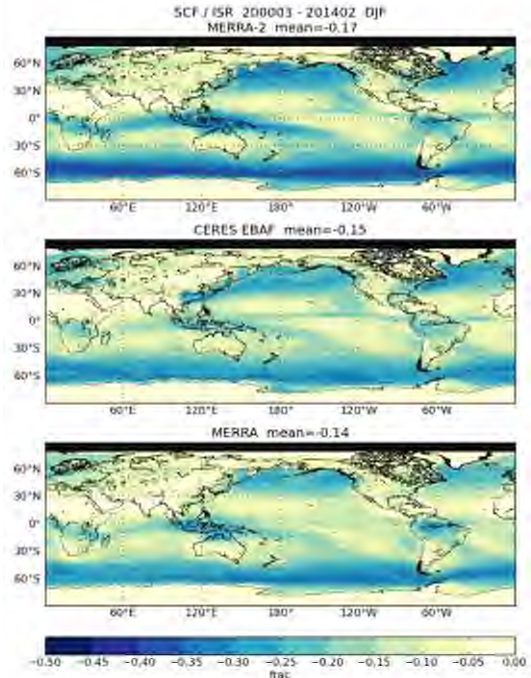 SCF / ISR 200003 - 201402 DJF
MERRA-2 mean=-0.17
60°N
30°N
0°
30°S
60°S
60°E 120°E 180° 120°W 60°W
CERES EBAF mean=-0.15
60°N
30°N
0°
30°S
60°S
60°E 120°E 180° 120°W 60°W
MERRA mean=-0.14
60°N
30°N
0°
30°S
60°S
60°E 120°E 180° 120°W 60°W
−0.50 −0.45 −0.40 −0.35 −0.30 −0.25 −0.20 −0.15 −0.10 −0.05 0.00
frac